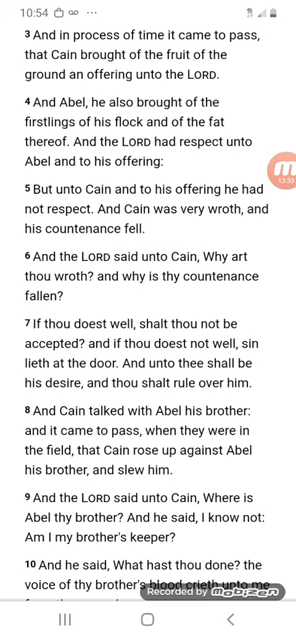 10:54
3 And in process of time it came to pass,
that Cain brought of the fruit of the
ground an offering unto the LORD.
4 And Abel, he also brought of the
firstlings of his flock and of the fat
thereof. And the LORD had respect unto
Abel and to his offering:
13:33
5 But unto Cain and to his offering he had
not respect. And Cain was very wroth, and
his countenance fell.
6 And the LORD said unto Cain, Why art
thou wroth? and why is thy countenance
fallen?
7 If thou doest well, shalt thou not be
accepted? and if thou doest not well, sin
lieth at the door. And unto thee shall be
his desire, and thou shalt rule over him.
8 And Cain talked with Abel his brother:
and it came to pass, when they were in
the field, that Cain rose up against Abel
his brother, and slew him.
9 And the LORD said unto Cain, Where is
Abel thy brother? And he said, I know not:
Am I my brother's keeper?
10 And he said, What hast thou done? the
voice of thy brother's blood crieth unto me
Recorded by mobizen